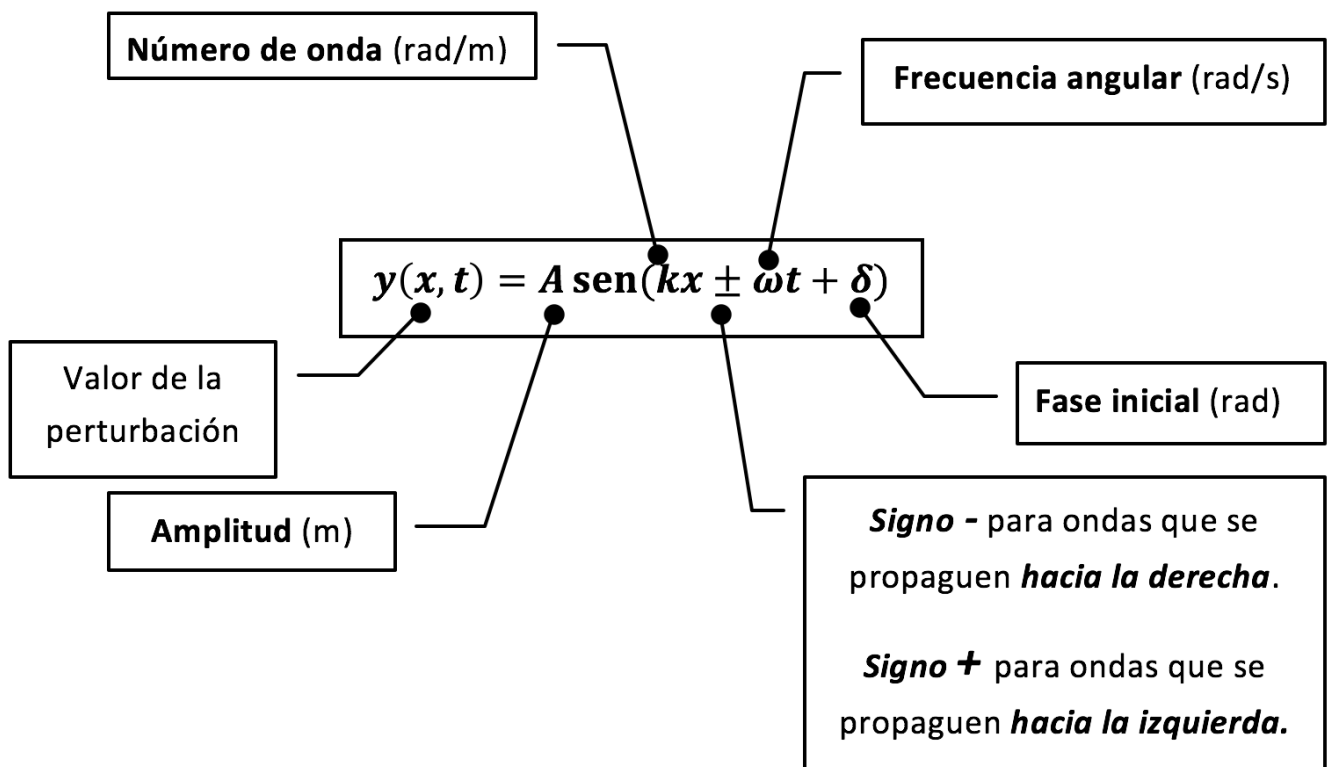 Número de onda (rad/m)
Frecuencia angular (rad/s)
y(x, t) = A sen(kx ± ωt + δ)
Valor de la
perturbación
Fase inicial (rad)
Amplitud (m)
Signo - para ondas que se
propaguen hacia la derecha.
Signo + para ondas que se
propaguen hacia la izquierda.